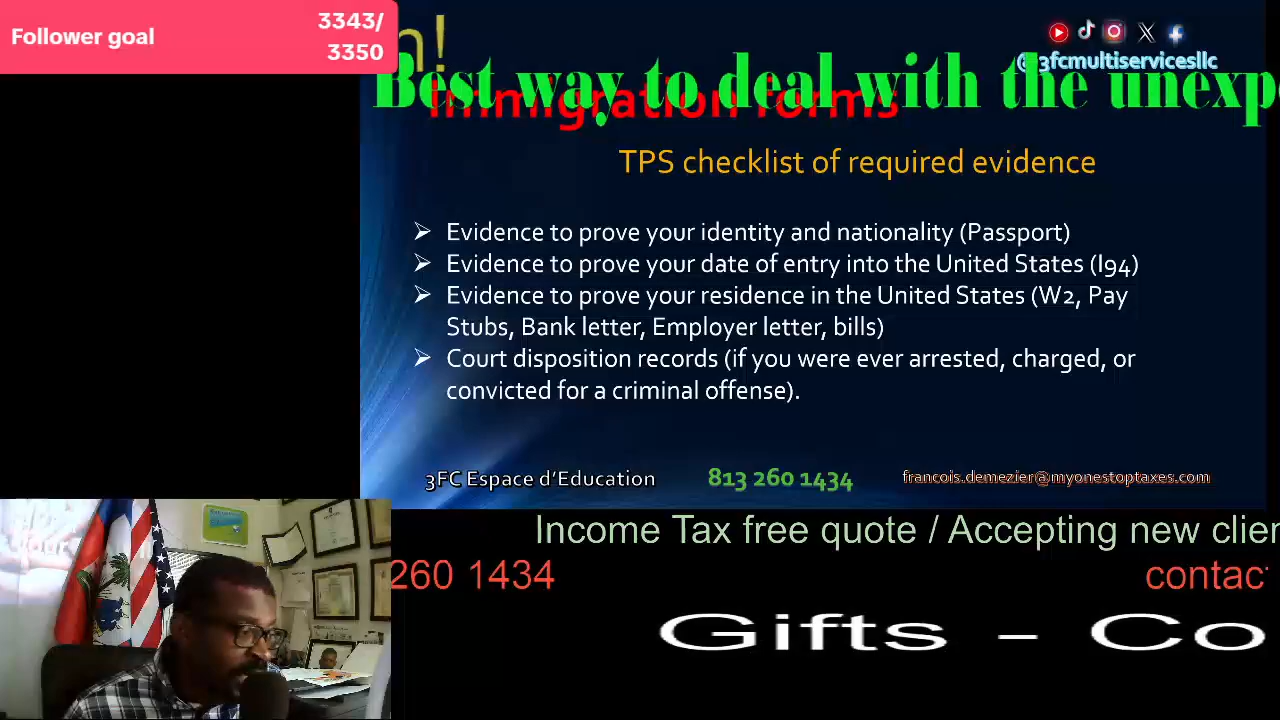 Follower goal
3343/
3350
n!
@3fcmultiservicesllc
Best way to deal with the unexp
Immigration forms
TPS checklist of required evidence
➢ Evidence to prove your identity and nationality (Passport)
➢ Evidence to prove your date of entry into the United States (I94)
➢ Evidence to prove your residence in the United States (W2, Pay
Stubs, Bank letter, Employer letter, bills)
➢ Court disposition records (if you were ever arrested, charged, or
convicted for a criminal offense).
3FC Espace d'Education
813 260 1434
francois.demezier@myonestoptaxes.com
Income Tax free quote / Accepting new clien
260 1434
contac
Gifts - Co